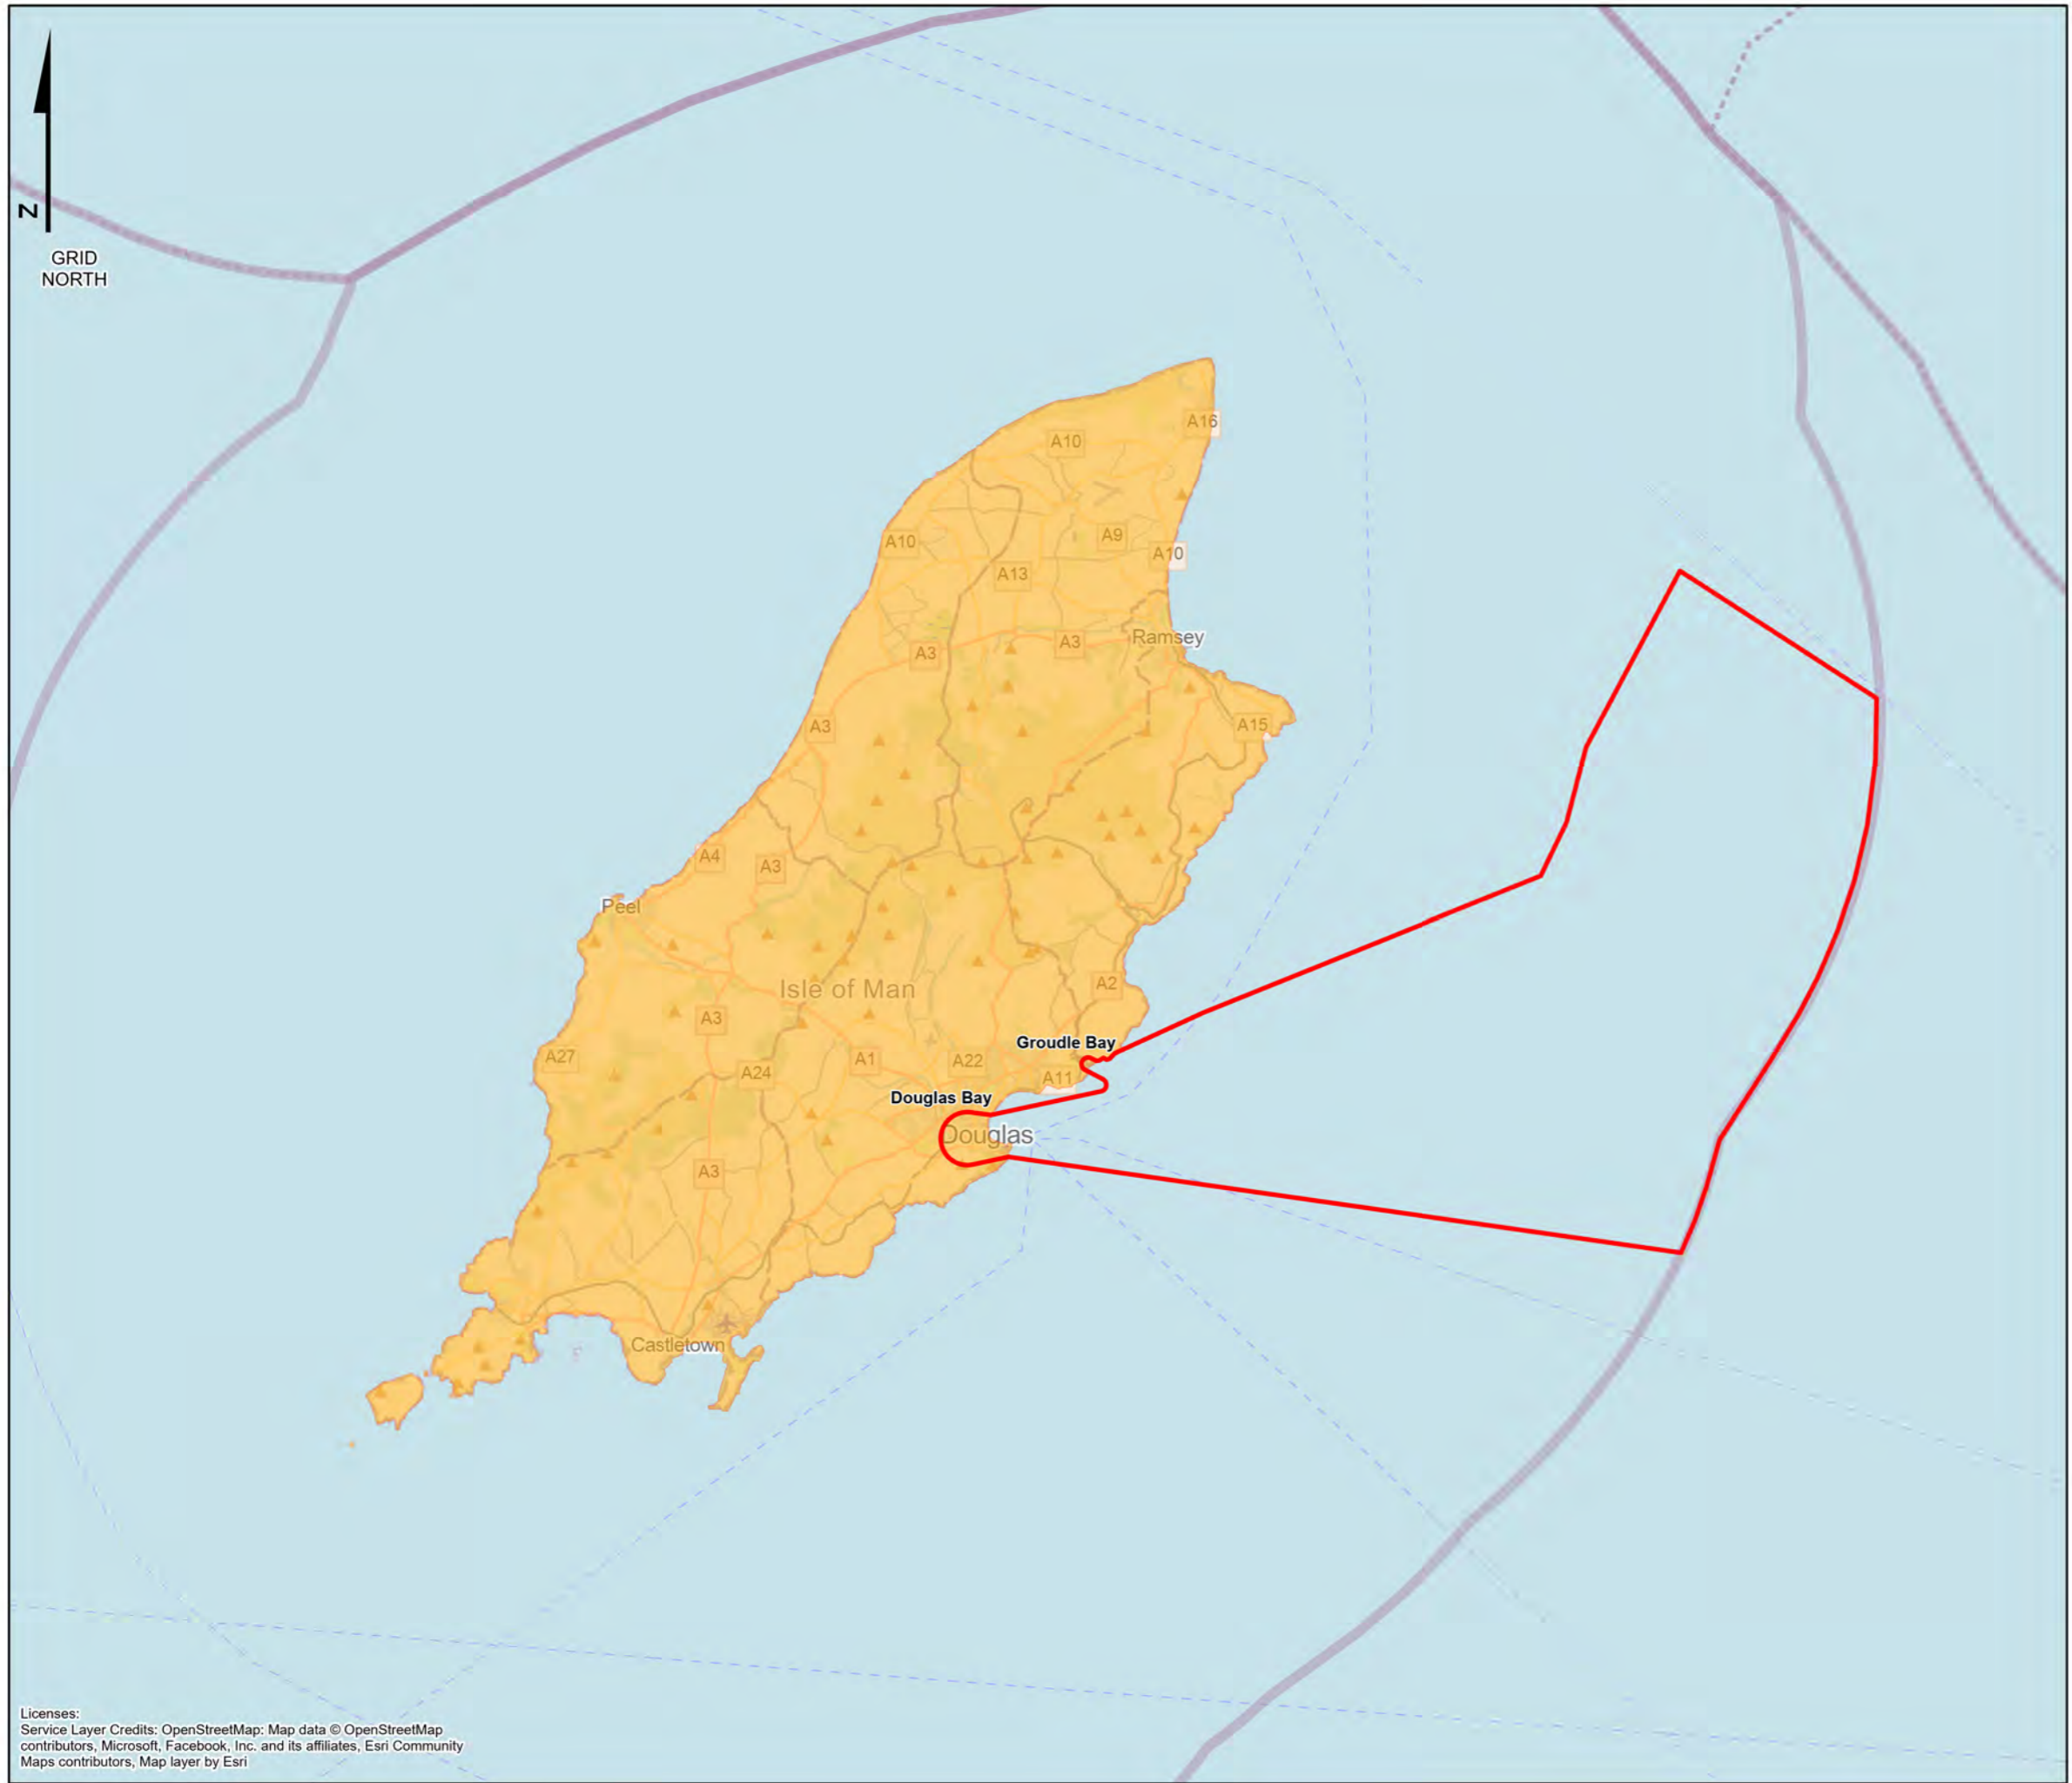 N
GRID
NORTH
A16
A10
A10
A9
A10
A13
Ramsey
A3
A3
A15
A3
A4
A3
Peel
A2
Isle of Man
A3
Groudle Bay
A27
A1
A22
A24
A11
Douglas Bay
Douglas
A3
Castletown
Licenses:
Service Layer Credits: OpenStreetMap: Map data © OpenStreetMap
contributors, Microsoft, Facebook, Inc. and its affiliates, Esri Community
Maps contributors, Map layer by Esri